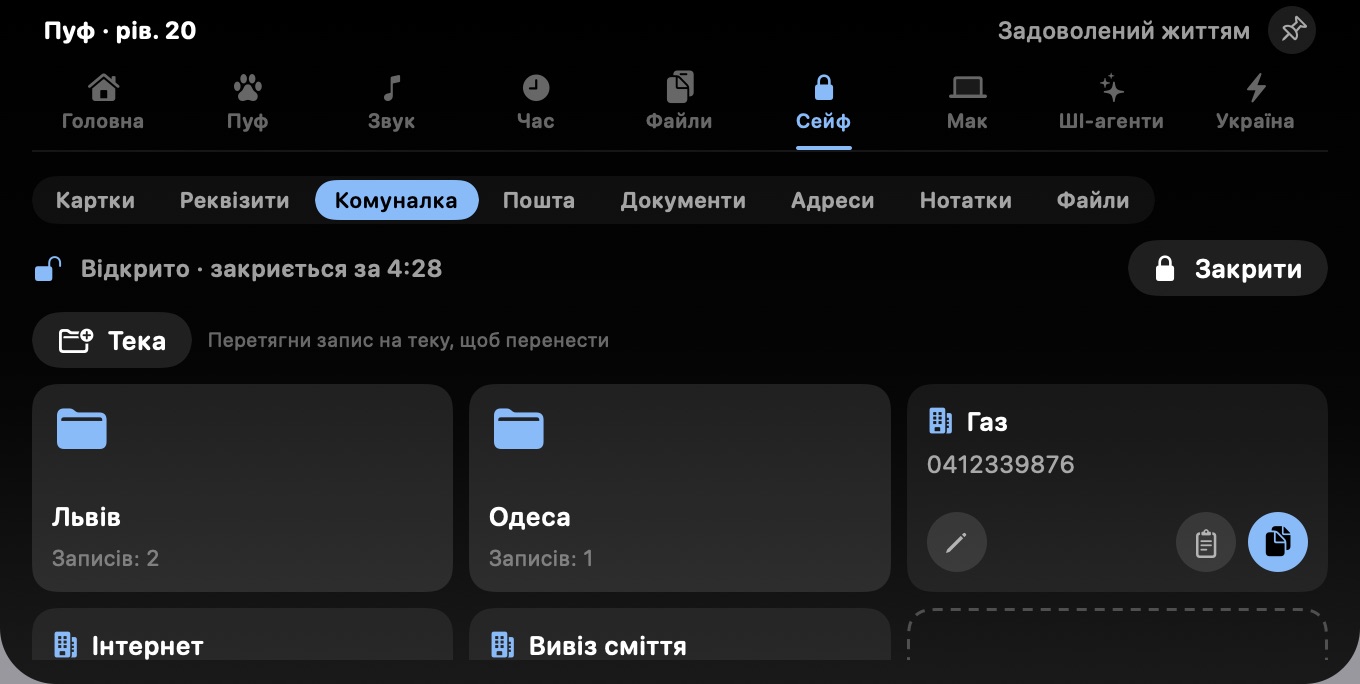 Пуф · рів. 20
Задоволений життям
Головна
Пуф
Звук
Час
Файли
Сейф
Мак
ШІ-агенти
Україна
Картки
Реквізити
Комуналка
Пошта
Документи
Адреси
Нотатки
Файли
Відкрито · закриється за 4:28
Закрити
Тека
Перетягни запис на теку, щоб перенести
Львів
Записів: 2
Одеса
Записів: 1
Газ
0412339876
Інтернет
Вивіз сміття